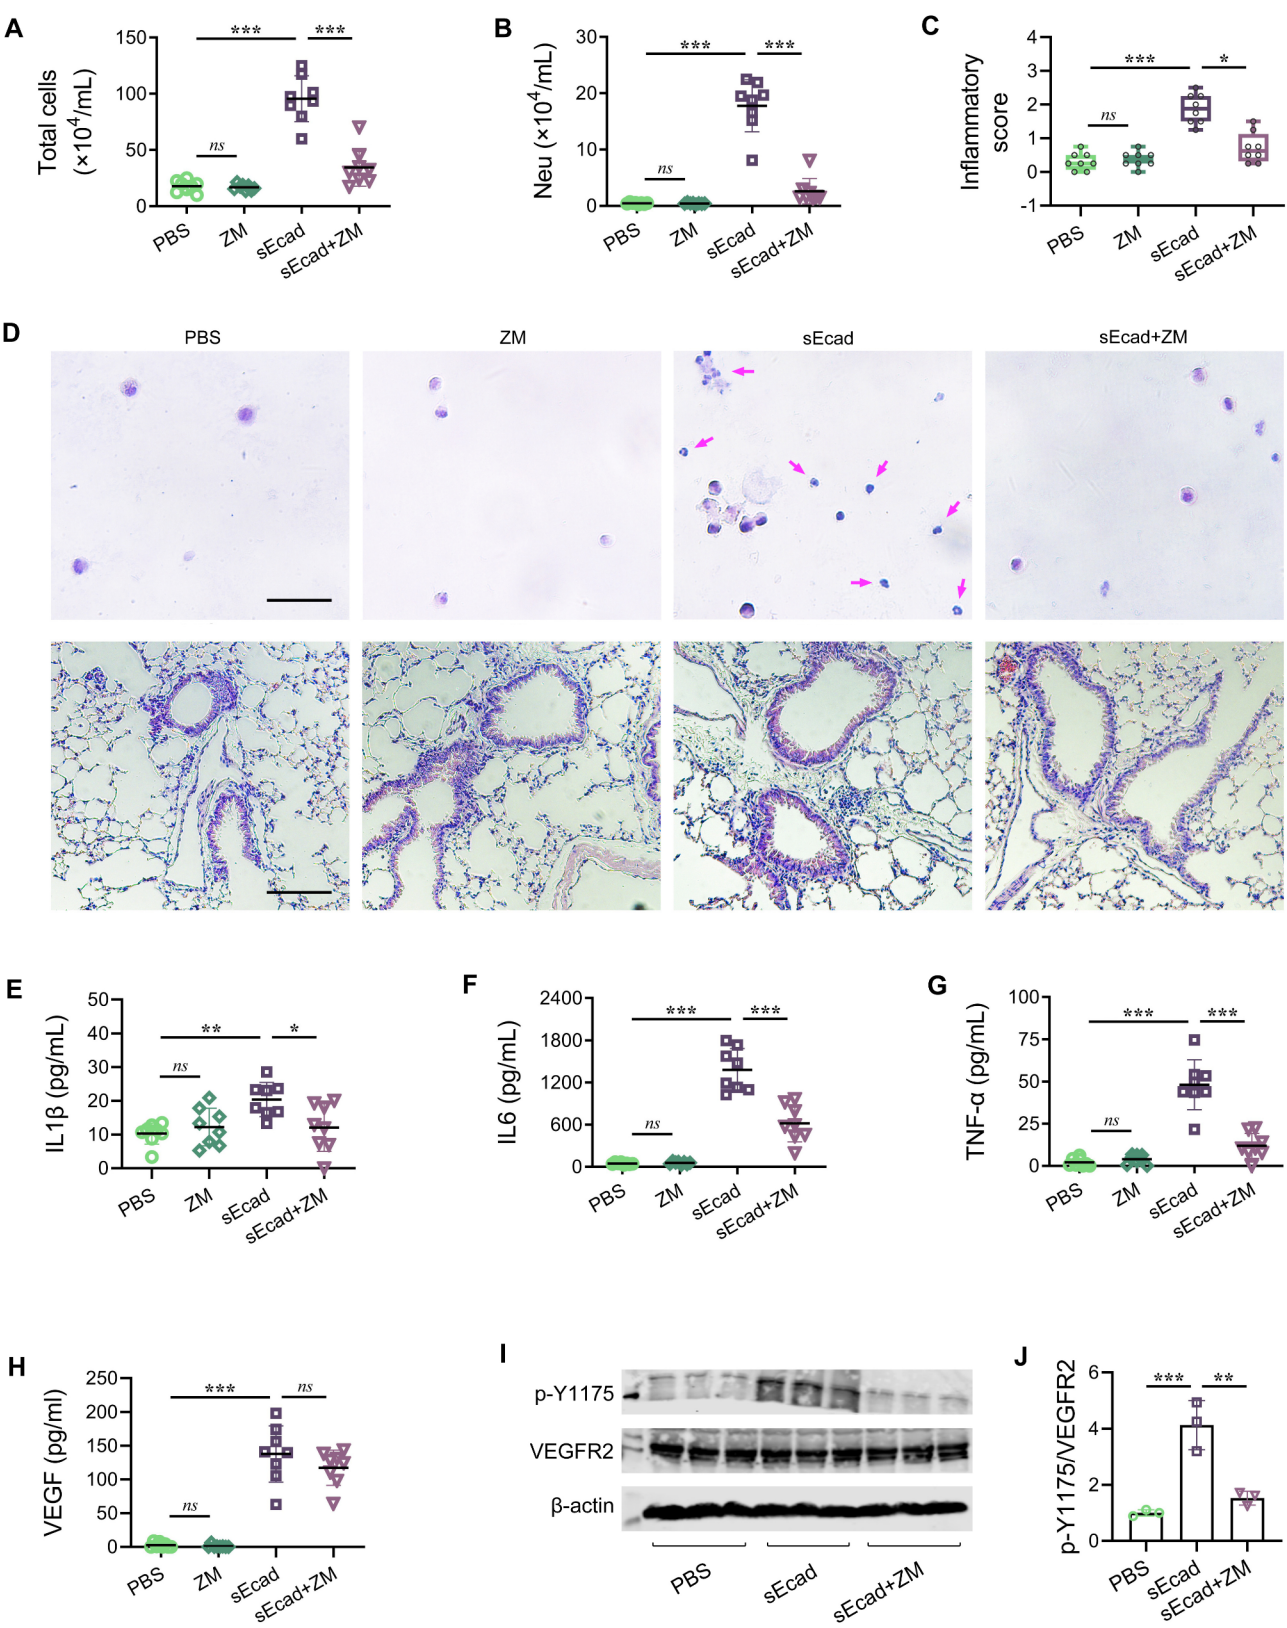 A
Total cells
(×10⁴/mL)
150
100
50
0
***
***
ns
PBS
ZM
sEcad
sEcad+ZM
B
Neu (×10⁴/mL)
30
20
10
0
***
***
ns
PBS
ZM
sEcad
sEcad+ZM
C
Inflammatory
score
4
3
2
1
0
-1
***
*
ns
PBS
ZM
sEcad
sEcad+ZM
D
PBS
ZM
sEcad
sEcad+ZM
E
IL1β (pg/mL)
50
40
30
20
10
0
**
*
ns
PBS
ZM
sEcad
sEcad+ZM
F
IL6 (pg/mL)
2400
1800
1200
600
0
***
***
ns
PBS
ZM
sEcad
sEcad+ZM
G
TNF-α (pg/mL)
100
75
50
25
0
***
***
ns
PBS
ZM
sEcad
sEcad+ZM
H
VEGF (pg/ml)
250
200
150
100
50
0
***
ns
ns
PBS
ZM
sEcad
sEcad+ZM
I
p-Y1175
VEGFR2
β-actin
PBS
sEcad
sEcad+ZM
J
p-Y1175/VEGFR2
6
4
2
0
***
**
PBS
sEcad
sEcad+ZM